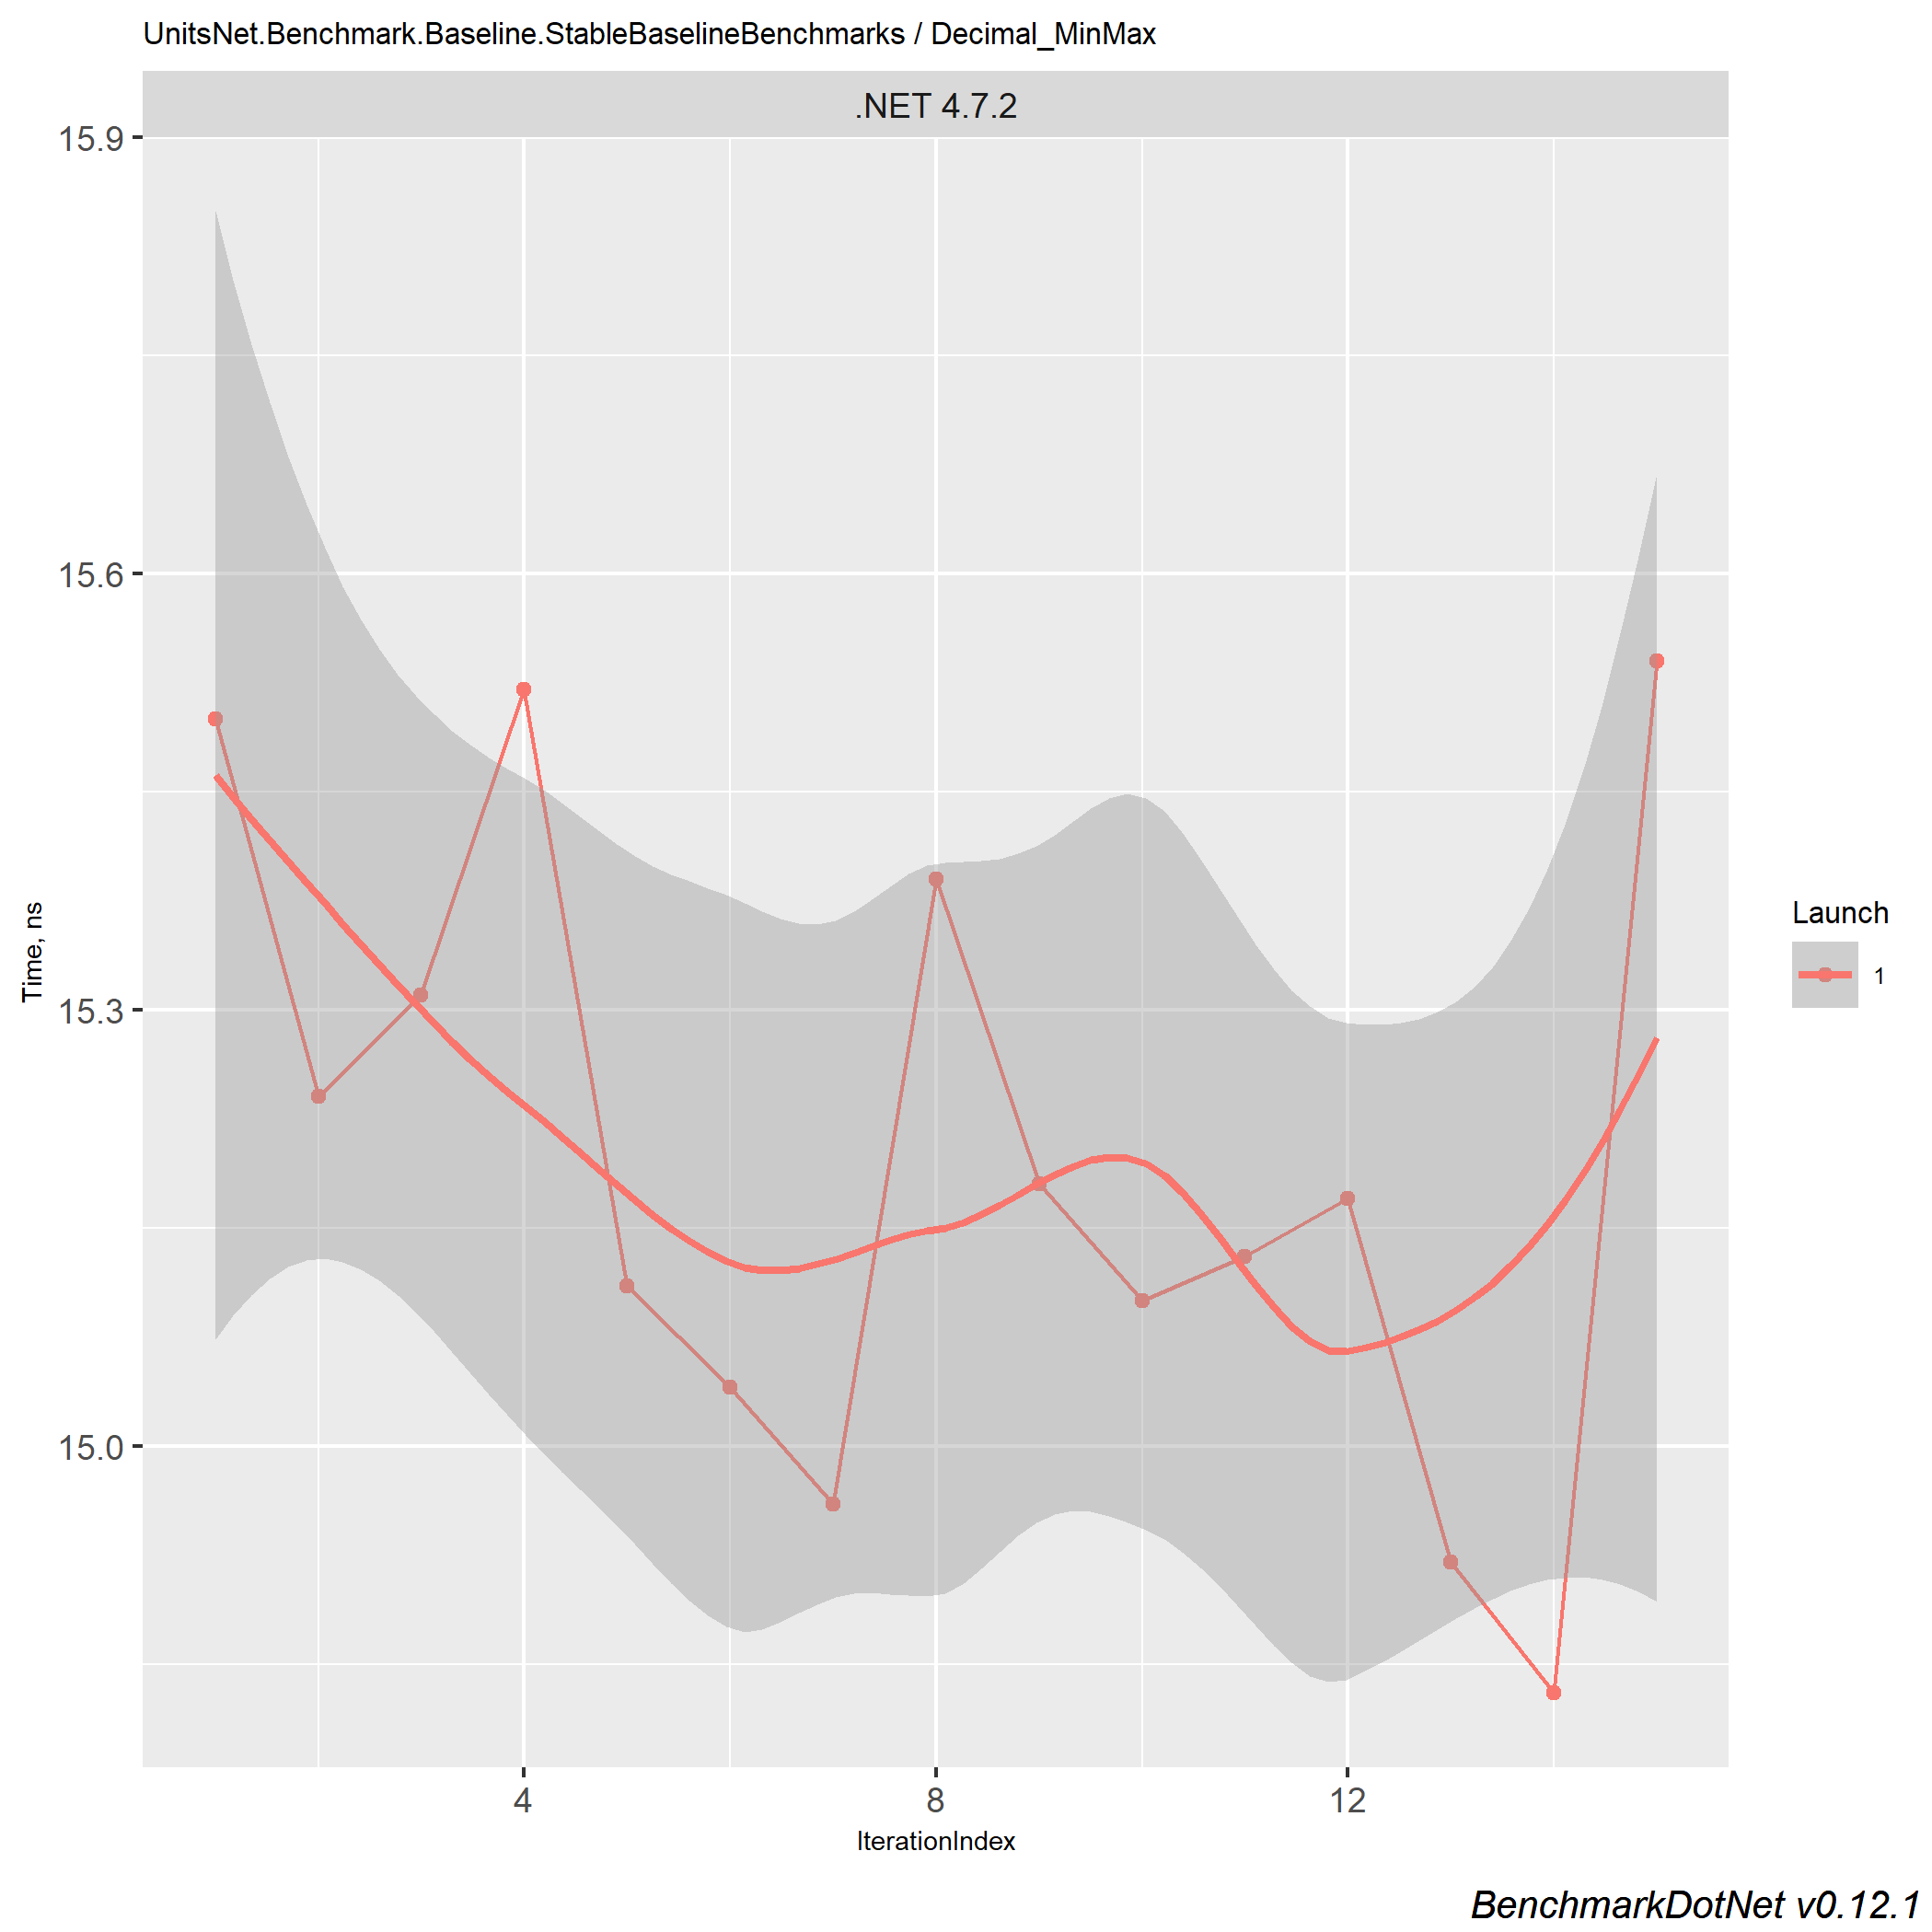 UnitsNet.Benchmark.Baseline.StableBaselineBenchmarks / Decimal_MinMax
.NET 4.7.2
15.9
15.6
15.3
15.0
Time, ns
4
8
12
IterationIndex
Launch
1
BenchmarkDotNet v0.12.1